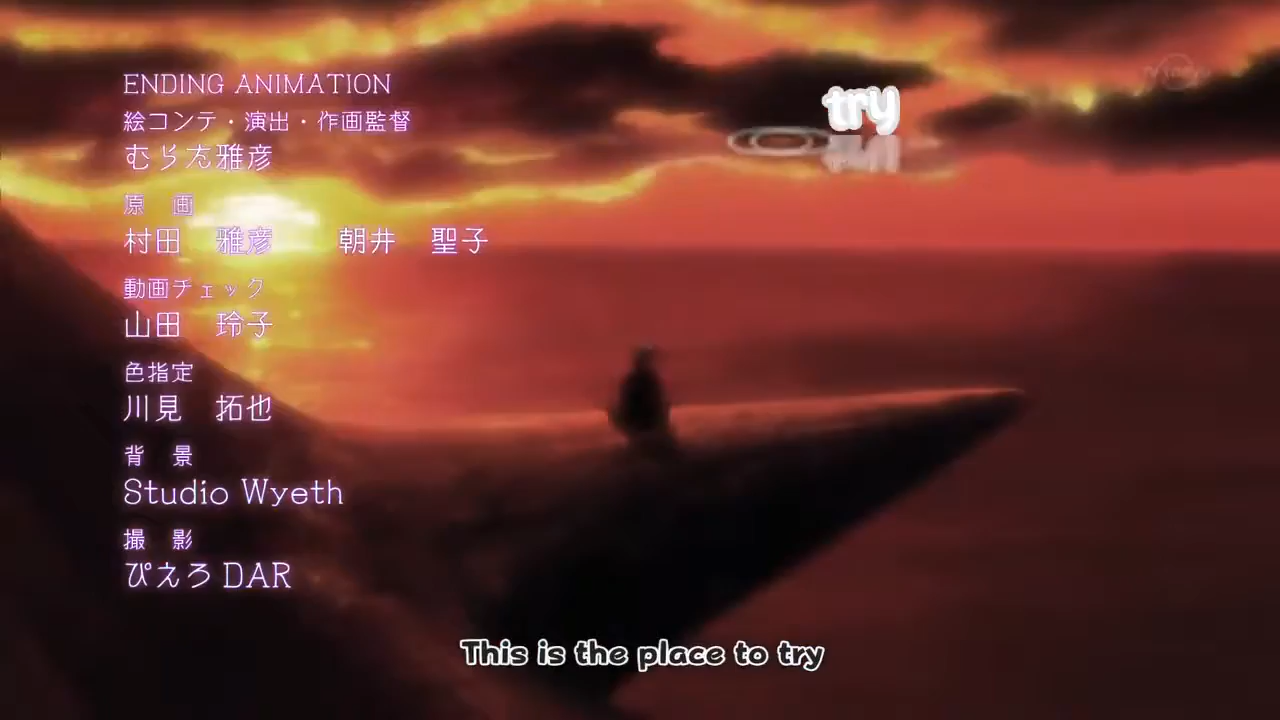 ENDING ANIMATION
絵コンテ・演出・作画監督
むらた雅彦
原　画
村田　雅彦　　朝井　聖子
動画チェック
山田　玲子
色指定
川見　拓也
背　景
Studio Wyeth
撮　影
ぴえろ DAR
try
This is the place to try